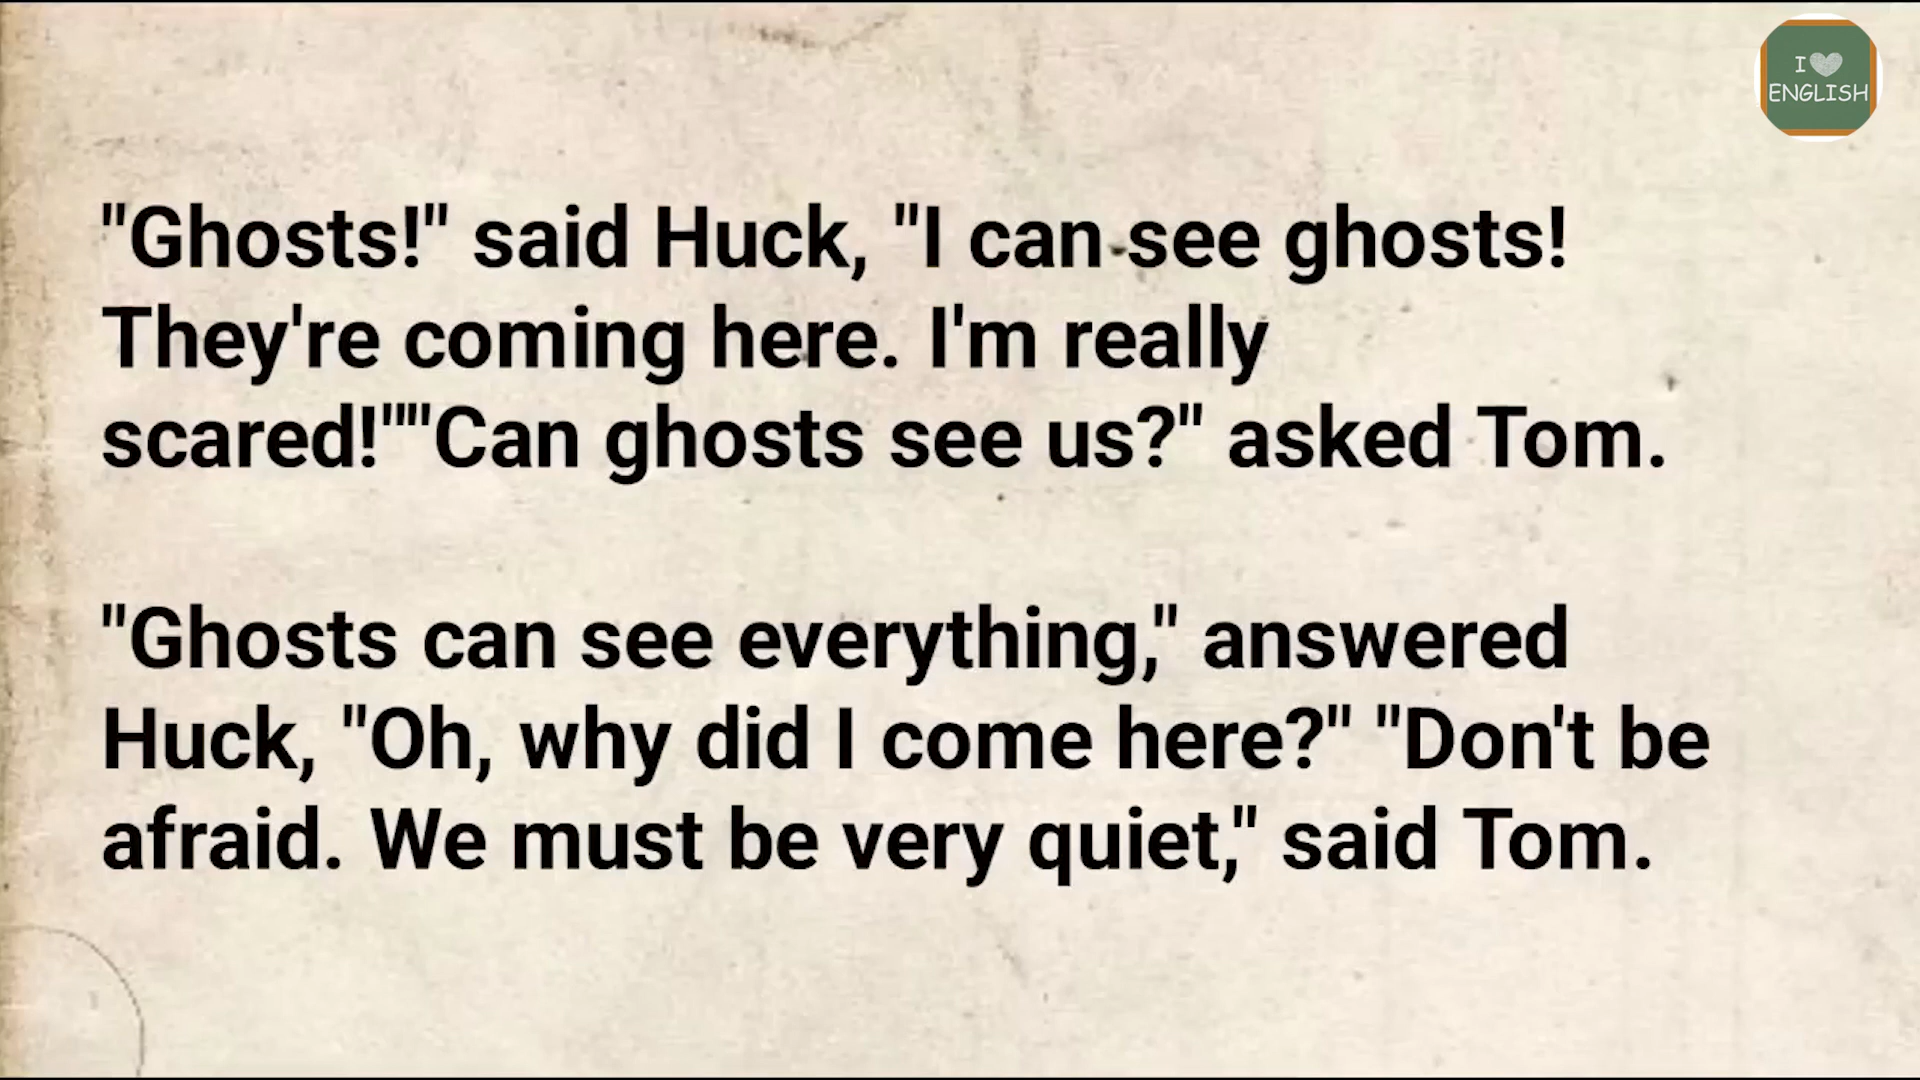 I
ENGLISH
"Ghosts!" said Huck, "I can see ghosts!
They're coming here. I'm really
scared!""Can ghosts see us?" asked Tom.
"Ghosts can see everything," answered
Huck, "Oh, why did I come here?" "Don't be
afraid. We must be very quiet," said Tom.